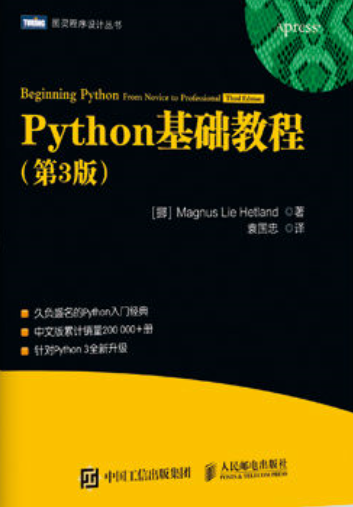 TURING 图灵程序设计丛书
Apress®
Beginning Python From Novice to Professional Third Edition
Python基础教程
(第3版)
[挪] Magnus Lie Hetland ◎著
袁国忠 ◎译
久负盛名的Python入门经典
中文版累计销量200 000+册
针对Python 3全新升级
中国工信出版集团
人民邮电出版社
POSTS & TELECOM PRESS